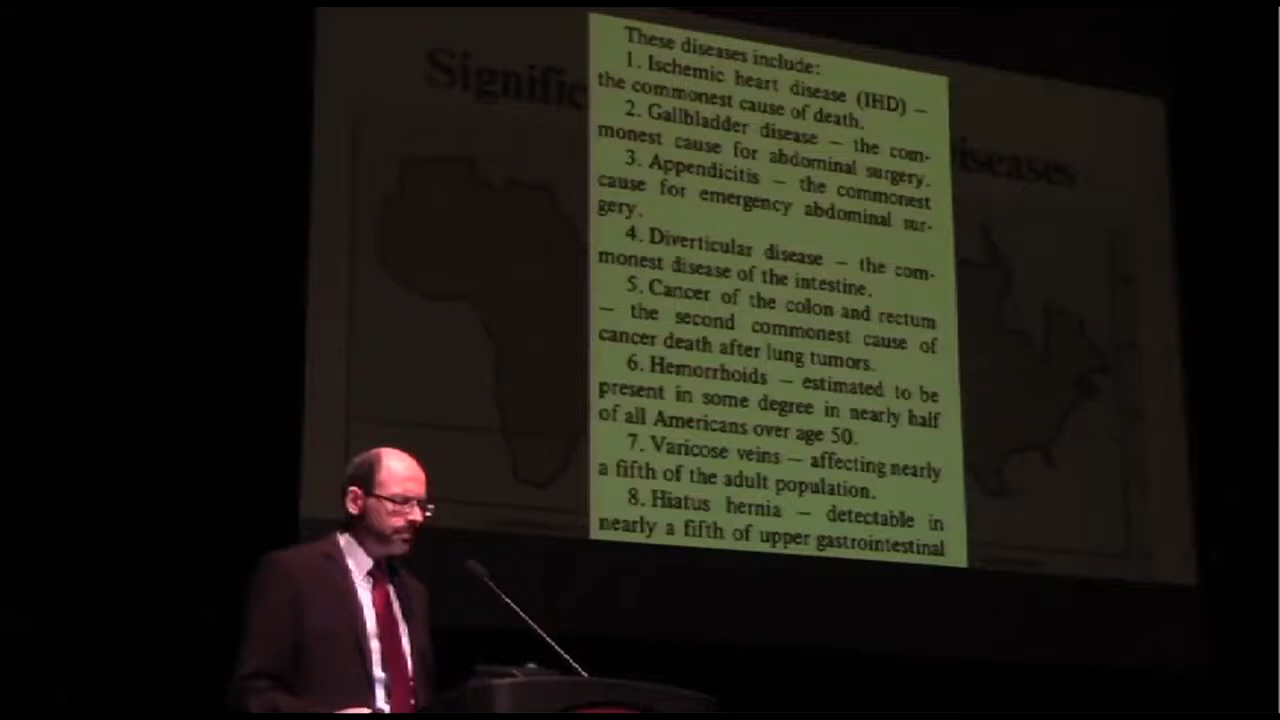 Signific
iseases
These diseases include:
1. Ischemic heart disease (IHD) –
the commonest cause of death.
2. Gallbladder disease – the com-
monest cause for abdominal surgery.
3. Appendicitis – the commonest
cause for emergency abdominal sur-
gery.
4. Diverticular disease – the com-
monest disease of the intestine.
5. Cancer of the colon and rectum
– the second commonest cause of
cancer death after lung tumors.
6. Hemorrhoids – estimated to be
present in some degree in nearly half
of all Americans over age 50.
7. Varicose veins – affecting nearly
a fifth of the adult population.
8. Hiatus hernia – detectable in
nearly a fifth of upper gastrointestinal